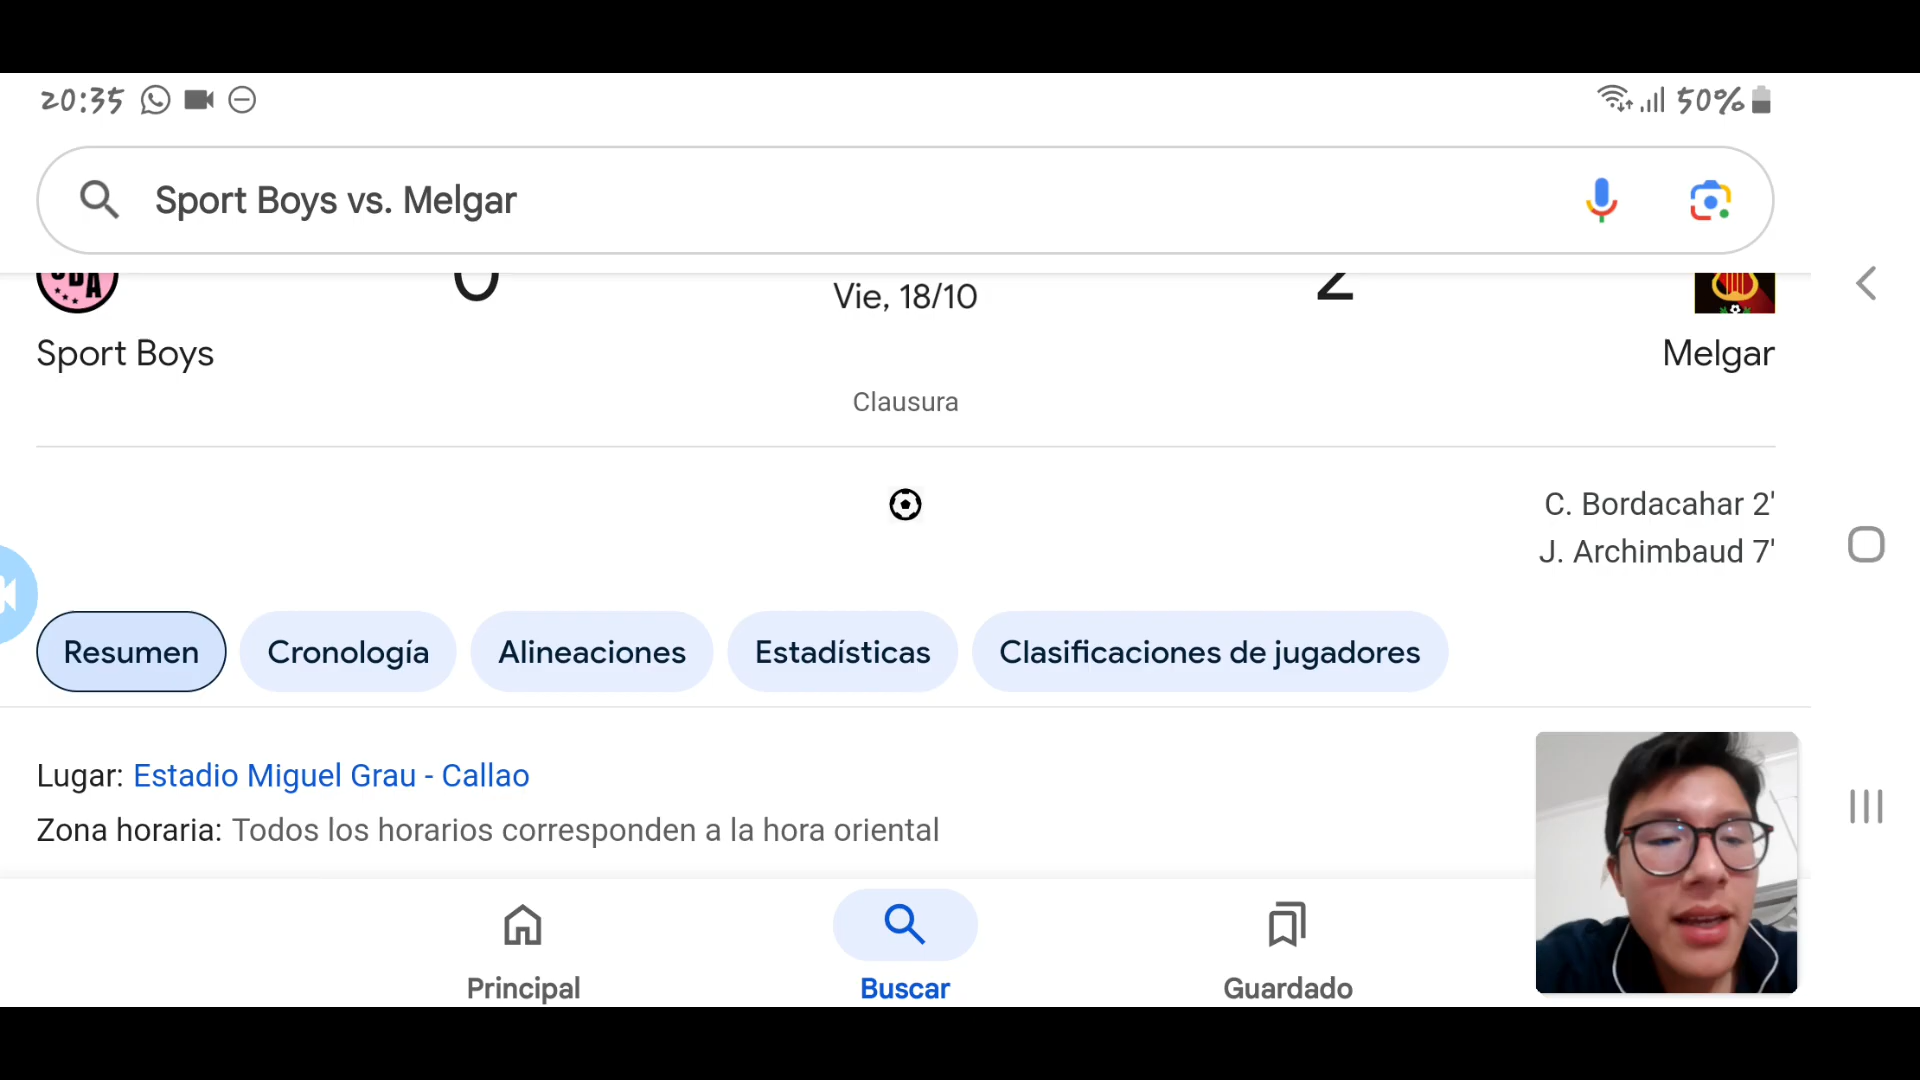 20:35
50%
Sport Boys vs. Melgar
0
Vie, 18/10
2
Sport Boys
Melgar
Clausura
C. Bordacahar 2'
J. Archimbaud 7'
Resumen
Cronología
Alineaciones
Estadísticas
Clasificaciones de jugadores
Lugar: Estadio Miguel Grau - Callao
Zona horaria: Todos los horarios corresponden a la hora oriental
Principal
Buscar
Guardado